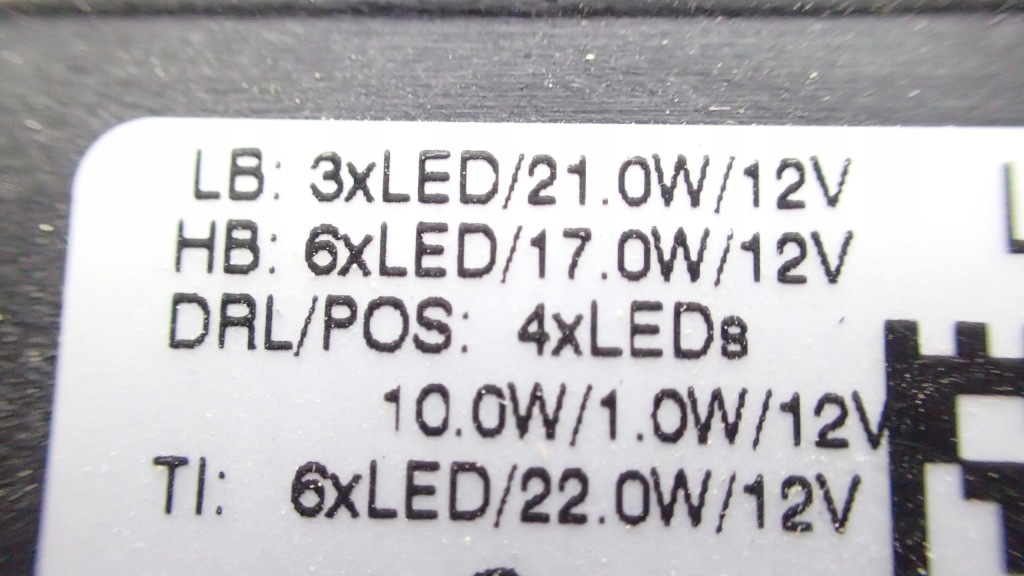 LB: 3xLED/21.0W/12V
HB: 6xLED/17.0W/12V
DRL/POS: 4xLEDs
10.0W/1.0W/12V
TI: 6xLED/22.0W/12V